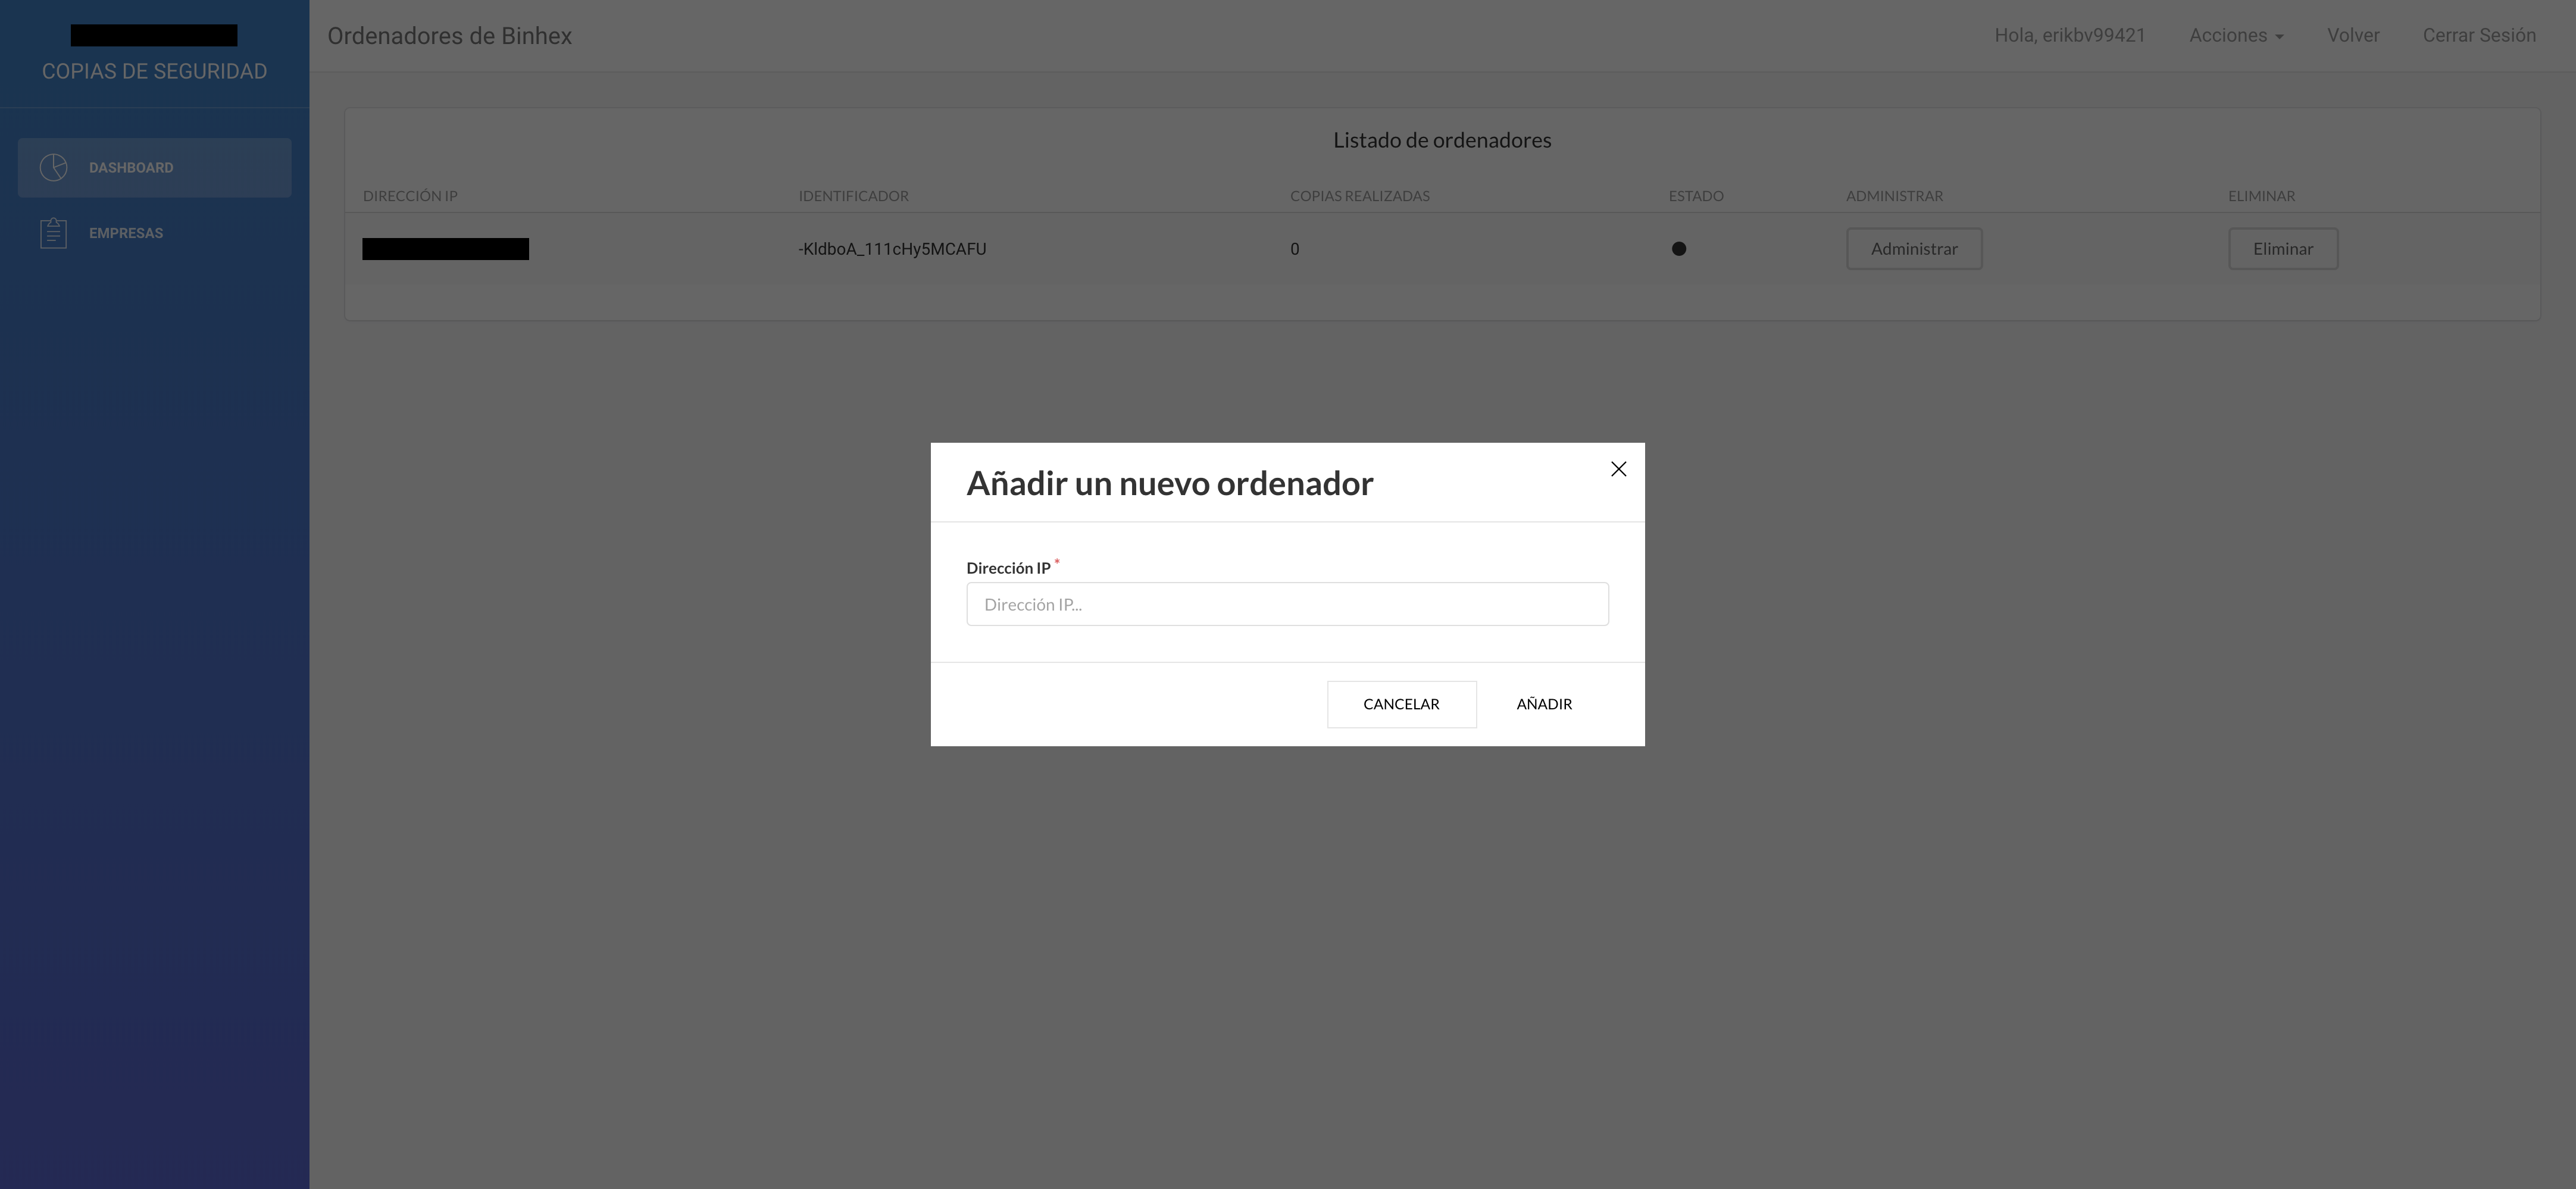 COPIAS DE SEGURIDAD
DASHBOARD
EMPRESAS
Ordenadores de Binhex
Hola, erikbv99421
Acciones
Volver
Cerrar Sesión
Listado de ordenadores
DIRECCIÓN IP IDENTIFICADOR COPIAS REALIZADAS ESTADO ADMINISTRAR ELIMINAR
-KldboA_111cHy5MCAFU 0 Administrar Eliminar
Añadir un nuevo ordenador
Dirección IP *
Dirección IP...
CANCELAR AÑADIR